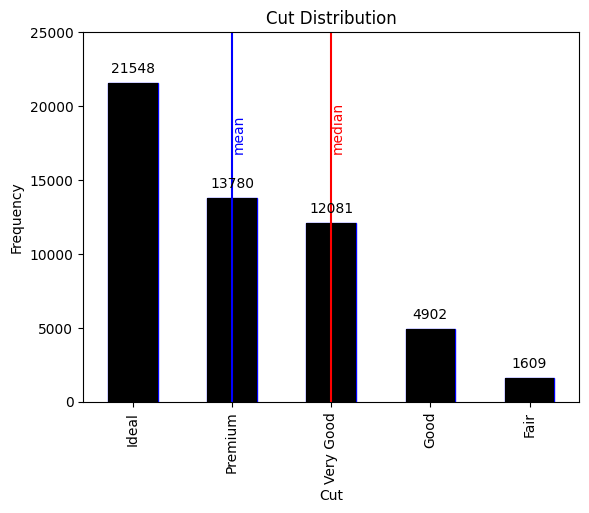 Cut Distribution
25000
20000
15000
10000
5000
0
Frequency
21548
13780
12081
4902
1609
mean
median
Ideal
Premium
Very Good
Good
Fair
Cut